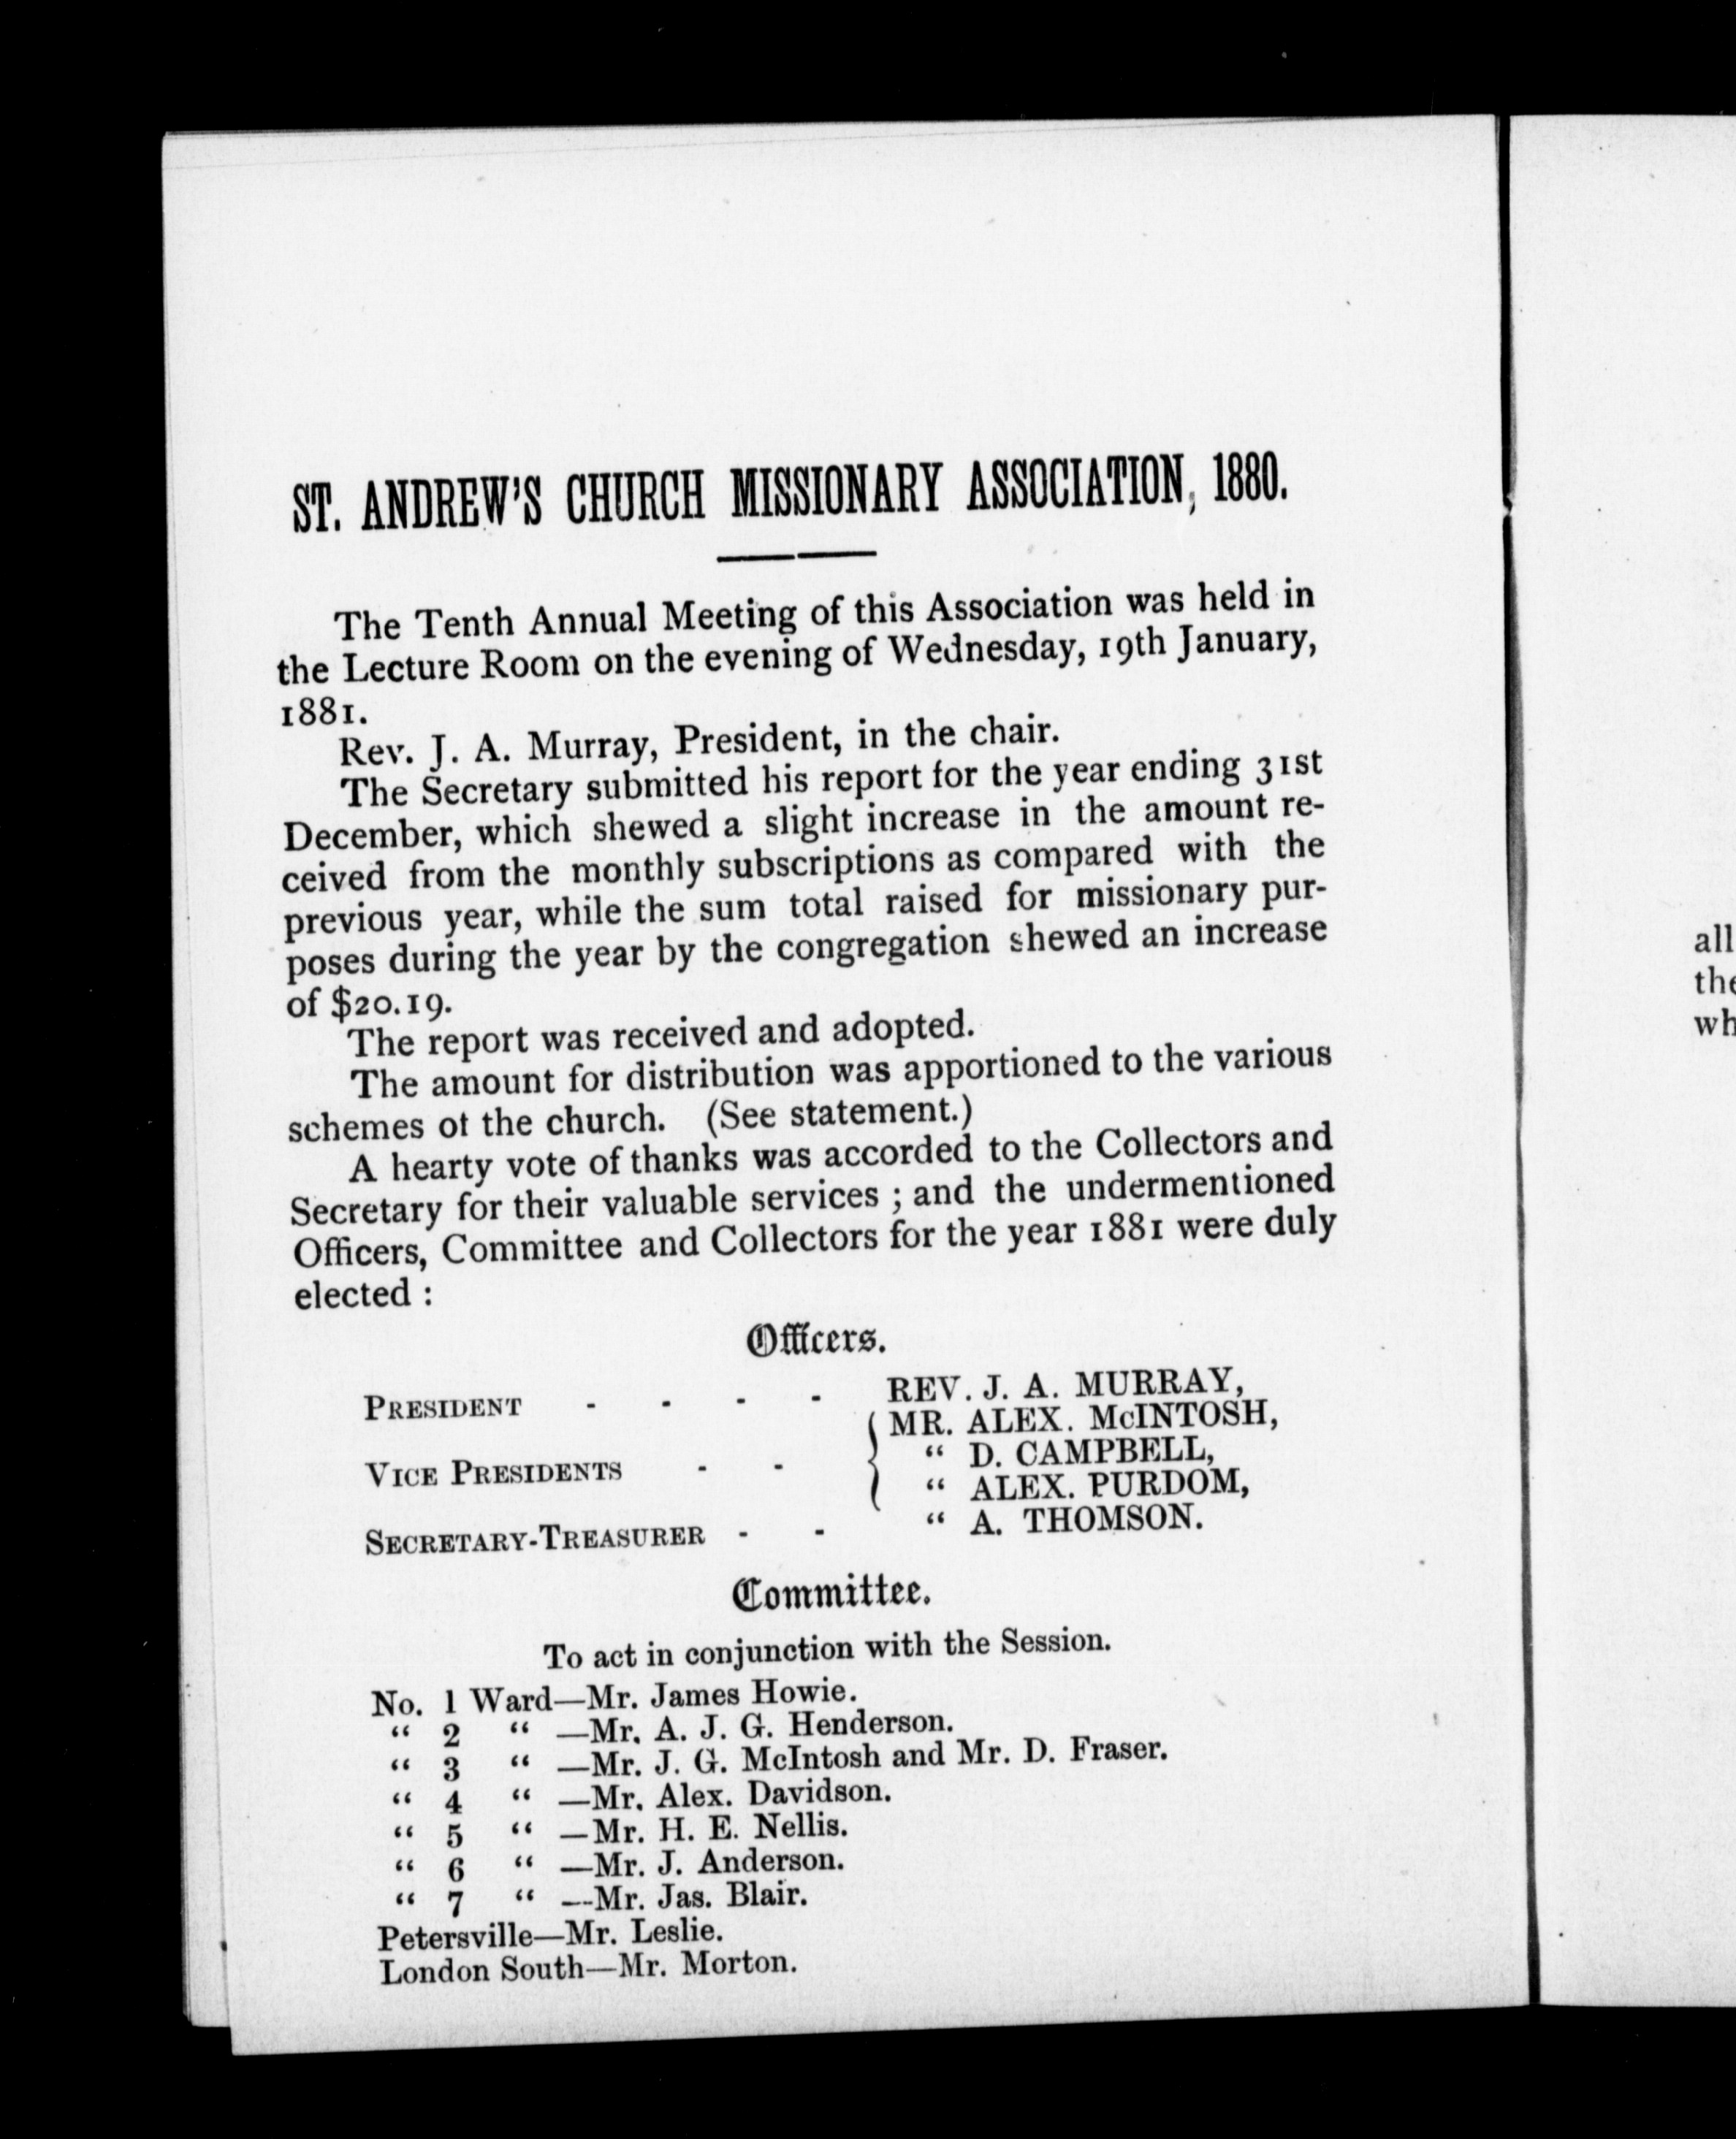 ST. ANDREW'S CHURCH MISSIONARY ASSOCIATION, 1880.
The Tenth Annual Meeting of this Association was held in
the Lecture Room on the evening of Wednesday, 19th January,
1881.
Rev. J. A. Murray, President, in the chair.
The Secretary submitted his report for the year ending 31st
December, which shewed a slight increase in the amount re-
ceived from the monthly subscriptions as compared with the
previous year, while the sum total raised for missionary pur-
poses during the year by the congregation shewed an increase
of $20.19.
The report was received and adopted.
The amount for distribution was apportioned to the various
schemes ot the church. (See statement.)
A hearty vote of thanks was accorded to the Collectors and
Secretary for their valuable services ; and the undermentioned
Officers, Committee and Collectors for the year 1881 were duly
elected :
Officers.
PRESIDENT - - - - REV. J. A. MURRAY,
MR. ALEX. McINTOSH,
VICE PRESIDENTS - - { " D. CAMPBELL,
" ALEX. PURDOM,
SECRETARY-TREASURER - - " A. THOMSON.
Committee.
To act in conjunction with the Session.
No. 1 Ward—Mr. James Howie.
" 2 " —Mr. A. J. G. Henderson.
" 3 " —Mr. J. G. McIntosh and Mr. D. Fraser.
" 4 " —Mr. Alex. Davidson.
" 5 " —Mr. H. E. Nellis.
" 6 " —Mr. J. Anderson.
" 7 " —Mr. Jas. Blair.
Petersville—Mr. Leslie.
London South—Mr. Morton.
all